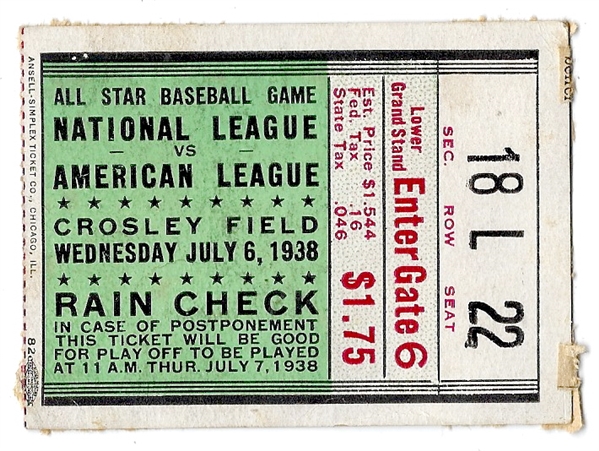 ANSELL-SIMPLEX TICKET CO., CHICAGO, ILL.
ALL STAR BASEBALL GAME
NATIONAL LEAGUE
— VS —
AMERICAN LEAGUE
CROSLEY FIELD
WEDNESDAY JULY 6, 1938
RAIN CHECK
IN CASE OF POSTPONEMENT
THIS TICKET WILL BE GOOD
FOR PLAY OFF TO BE PLAYED
AT 11 A.M. THUR. JULY 7, 1938
Lower
Grand Stand
Enter Gate 6
Est. Price $1.544
Fed. Tax .16
State Tax .046
$1.75
SEC. ROW SEAT
18 L 22
82